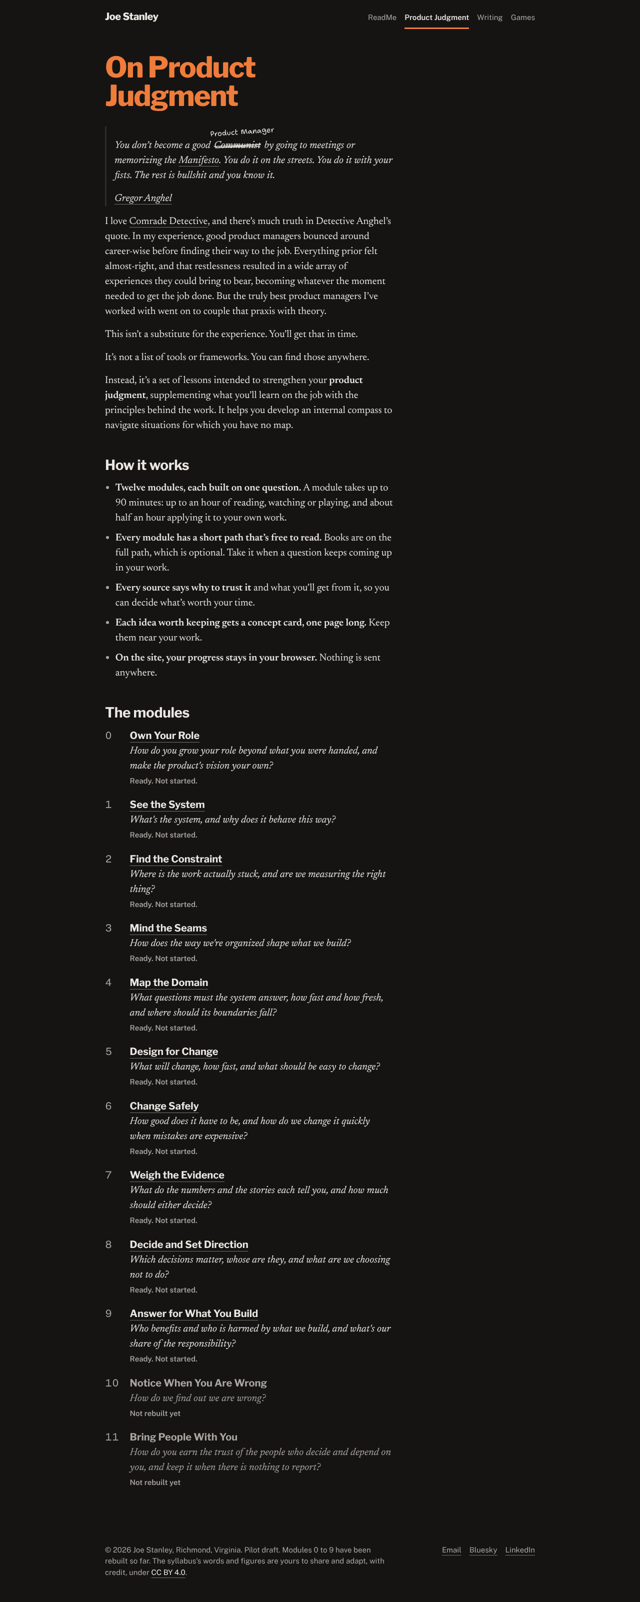 Joe Stanley
ReadMe Product Judgment Writing Games
On Product
Judgment
Product Manager
You don't become a good Communist by going to meetings or
memorizing the Manifesto. You do it on the streets. You do it with your
fists. The rest is bullshit and you know it.
Gregor Anghel
I love Comrade Detective, and there's much truth in Detective Anghel's
quote. In my experience, good product managers bounced around
career-wise before finding their way to the job. Everything prior felt
almost-right, and that restlessness resulted in a wide array of
experiences they could bring to bear, becoming whatever the moment
needed to get the job done. But the truly best product managers I've
worked with went on to couple that praxis with theory.
This isn't a substitute for the experience. You'll get that in time.
It's not a list of tools or frameworks. You can find those anywhere.
Instead, it's a set of lessons intended to strengthen your product
judgment, supplementing what you'll learn on the job with the
principles behind the work. It helps you develop an internal compass to
navigate situations for which you have no map.
How it works
• Twelve modules, each built on one question. A module takes up to
90 minutes: up to an hour of reading, watching or playing, and about
half an hour applying it to your own work.
• Every module has a short path that's free to read. Books are on the
full path, which is optional. Take it when a question keeps coming up
in your work.
• Every source says why to trust it and what you'll get from it, so you
can decide what's worth your time.
• Each idea worth keeping gets a concept card, one page long. Keep
them near your work.
• On the site, your progress stays in your browser. Nothing is sent
anywhere.
The modules
0 Own Your Role
How do you grow your role beyond what you were handed, and
make the product's vision your own?
Ready. Not started.
1 See the System
What's the system, and why does it behave this way?
Ready. Not started.
2 Find the Constraint
Where is the work actually stuck, and are we measuring the right
thing?
Ready. Not started.
3 Mind the Seams
How does the way we're organized shape what we build?
Ready. Not started.
4 Map the Domain
What questions must the system answer, how fast and how fresh,
and where should its boundaries fall?
Ready. Not started.
5 Design for Change
What will change, how fast, and what should be easy to change?
Ready. Not started.
6 Change Safely
How good does it have to be, and how do we change it quickly
when mistakes are expensive?
Ready. Not started.
7 Weigh the Evidence
What do the numbers and the stories each tell you, and how much
should either decide?
Ready. Not started.
8 Decide and Set Direction
Which decisions matter, whose are they, and what are we choosing
not to do?
Ready. Not started.
9 Answer for What You Build
Who benefits and who is harmed by what we build, and what's our
share of the responsibility?
Ready. Not started.
10 Notice When You Are Wrong
How do we find out we are wrong?
Not rebuilt yet
11 Bring People With You
How do you earn the trust of the people who decide and depend on
you, and keep it when there is nothing to report?
Not rebuilt yet
© 2026 Joe Stanley, Richmond, Virginia. Pilot draft. Modules 0 to 9 have been
rebuilt so far. The syllabus's words and figures are yours to share and adapt, with
credit, under CC BY 4.0.
Email Bluesky LinkedIn